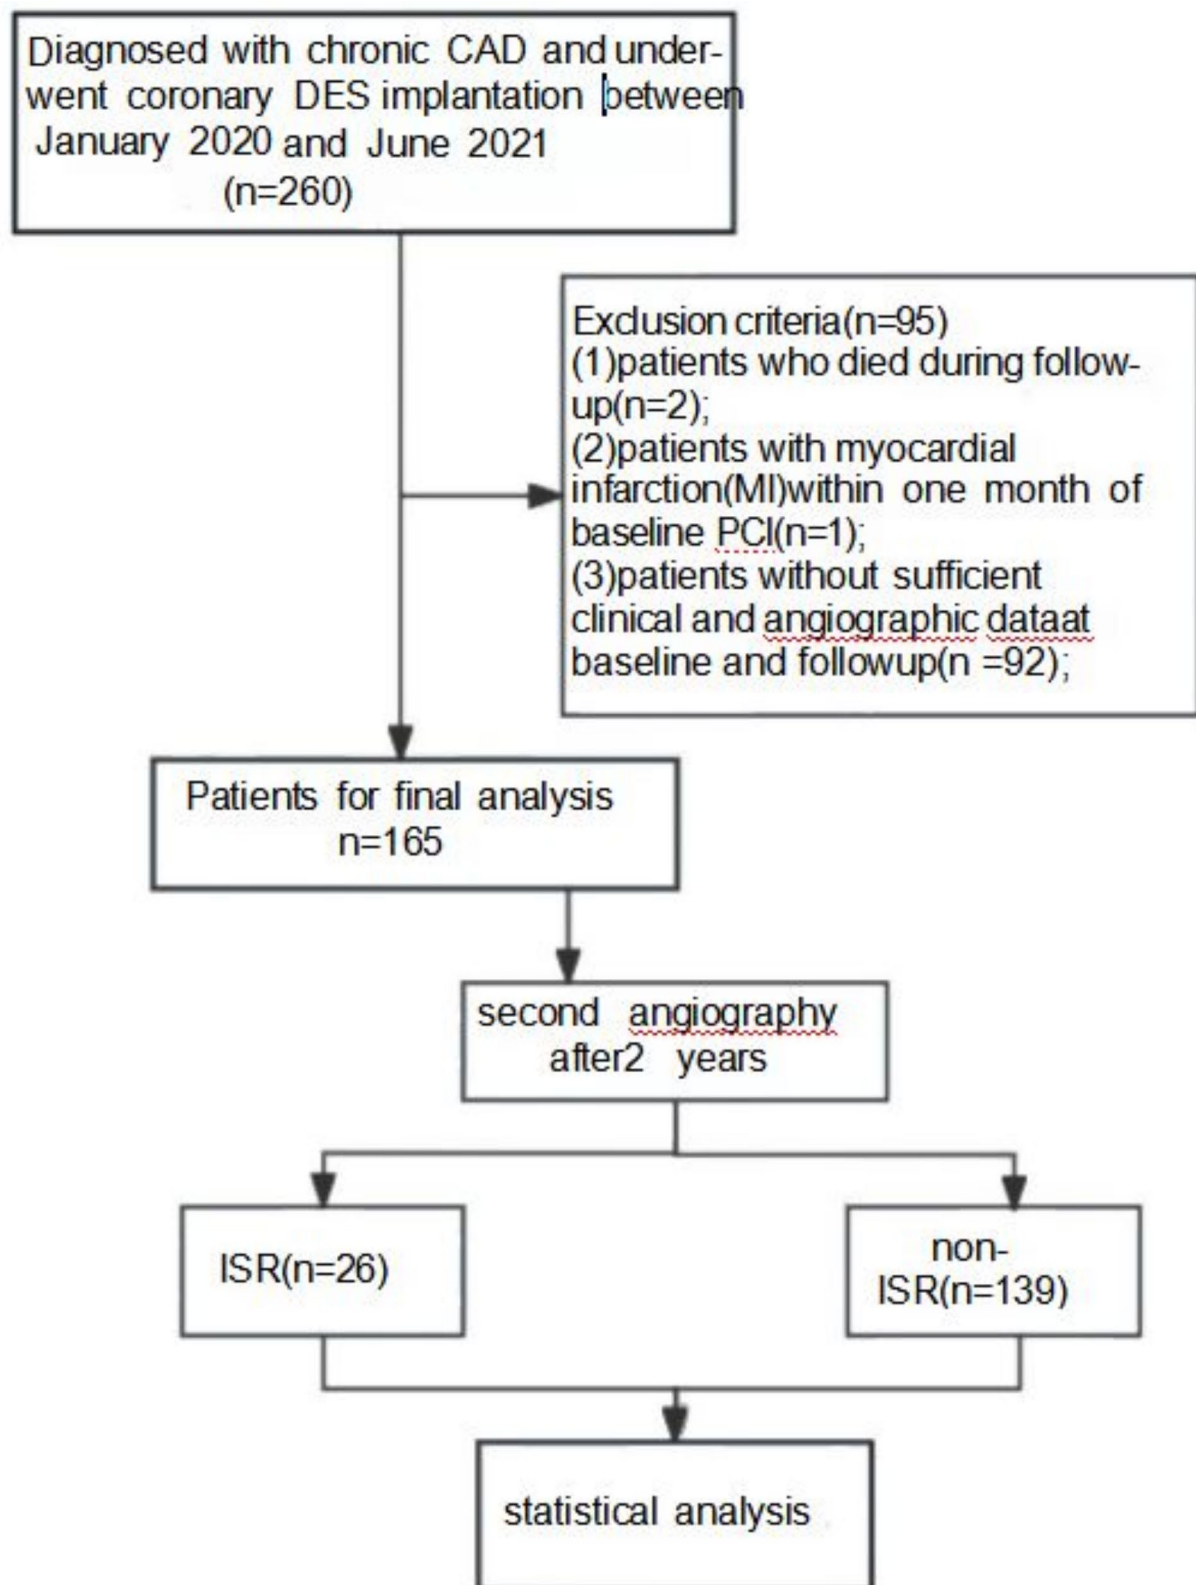 Diagnosed with chronic CAD and under-
went coronary DES implantation between
January 2020 and June 2021
(n=260)
Exclusion criteria(n=95)
(1)patients who died during follow-
up(n=2);
(2)patients with myocardial
infarction(MI)within one month of
baseline PCI(n=1);
(3)patients without sufficient
clinical and angiographic dataat
baseline and followup(n =92);
Patients for final analysis
n=165
second angiography
after2 years
ISR(n=26)
non-
ISR(n=139)
statistical analysis